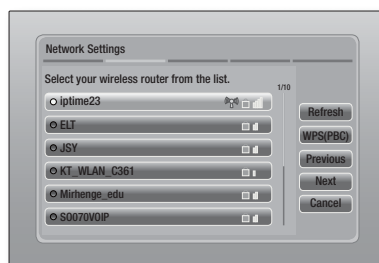 Network Settings
Select your wireless router from the list.
1/10
iptime23
ELT
JSY
KT_WLAN_C361
Mirhenge_edu
SO070VOIP
Refresh
WPS(PBC)
Previous
Next
Cancel